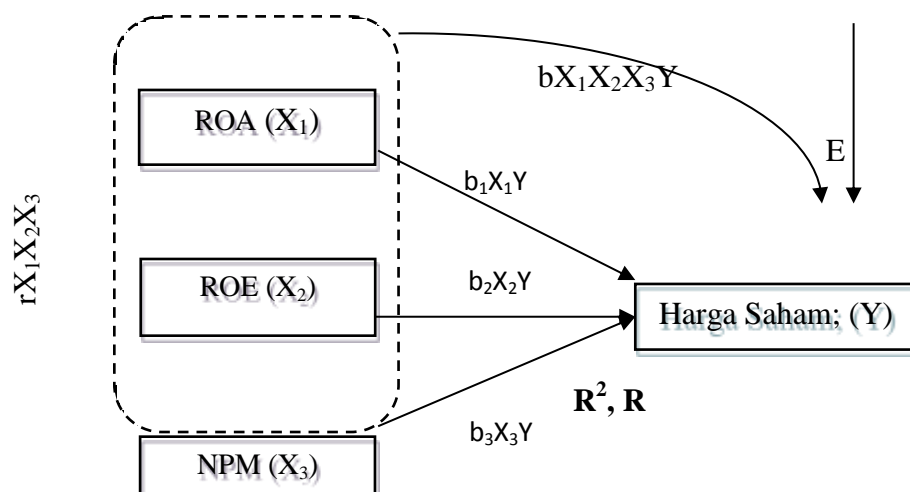 bX₁X₂X₃Y
ROA (X₁)
E
b₁X₁Y
rX₁X₂X₃
ROE (X₂)
b₂X₂Y
Harga Saham; (Y)
R², R
b₃X₃Y
NPM (X₃)